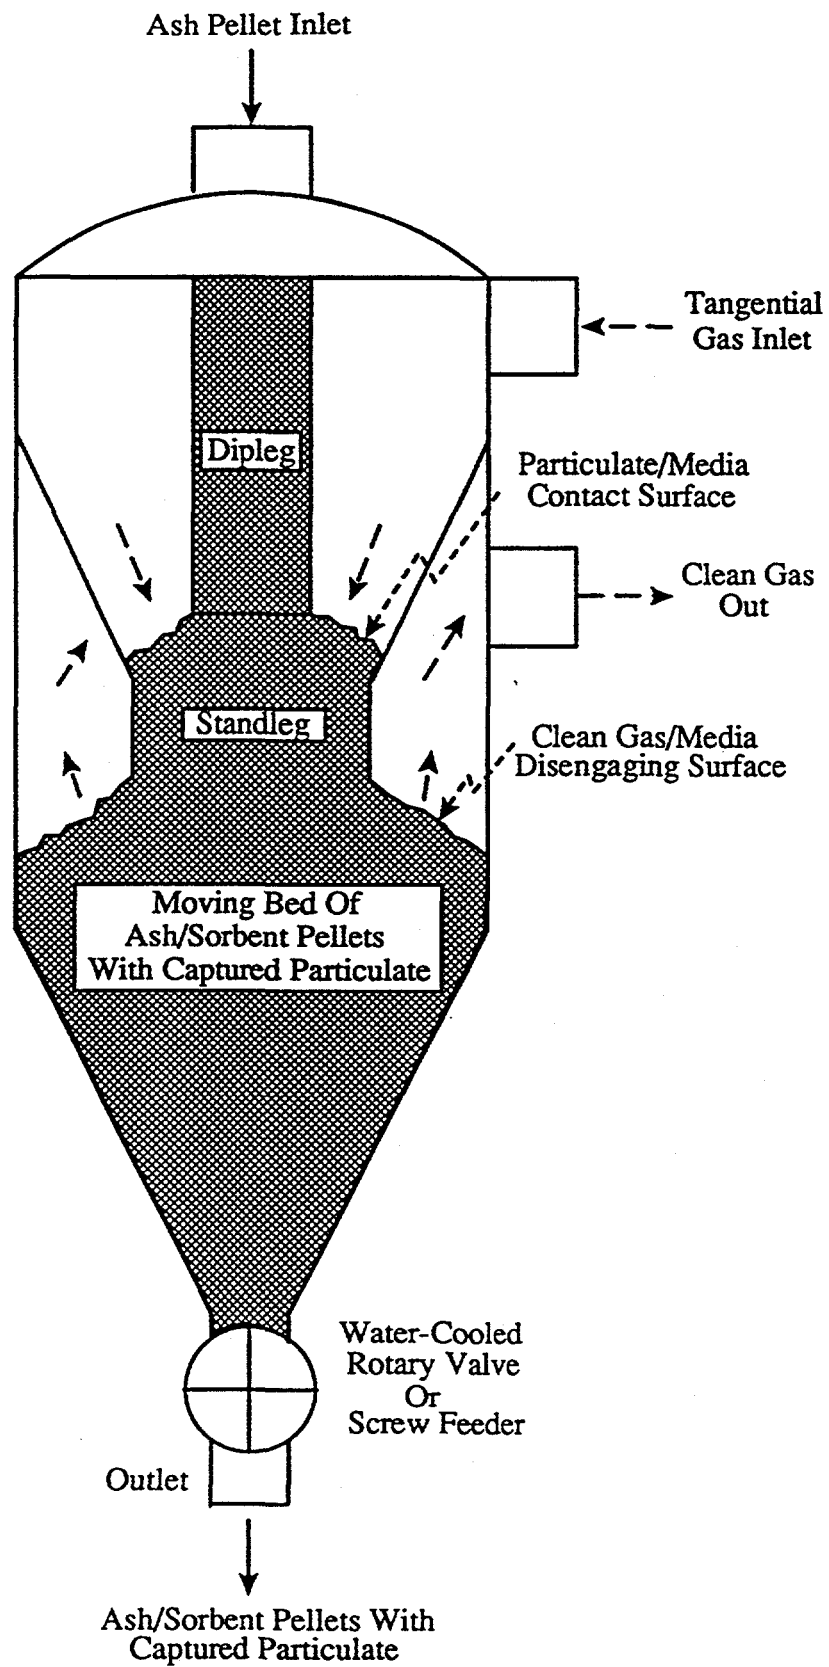 Ash Pellet Inlet
Tangential
Gas Inlet
Dipleg
Particulate/Media
Contact Surface
Clean Gas
Out
Standleg
Clean Gas/Media
Disengaging Surface
Moving Bed Of
Ash/Sorbent Pellets
With Captured Particulate
Water-Cooled
Rotary Valve
Or
Screw Feeder
Outlet
Ash/Sorbent Pellets With
Captured Particulate